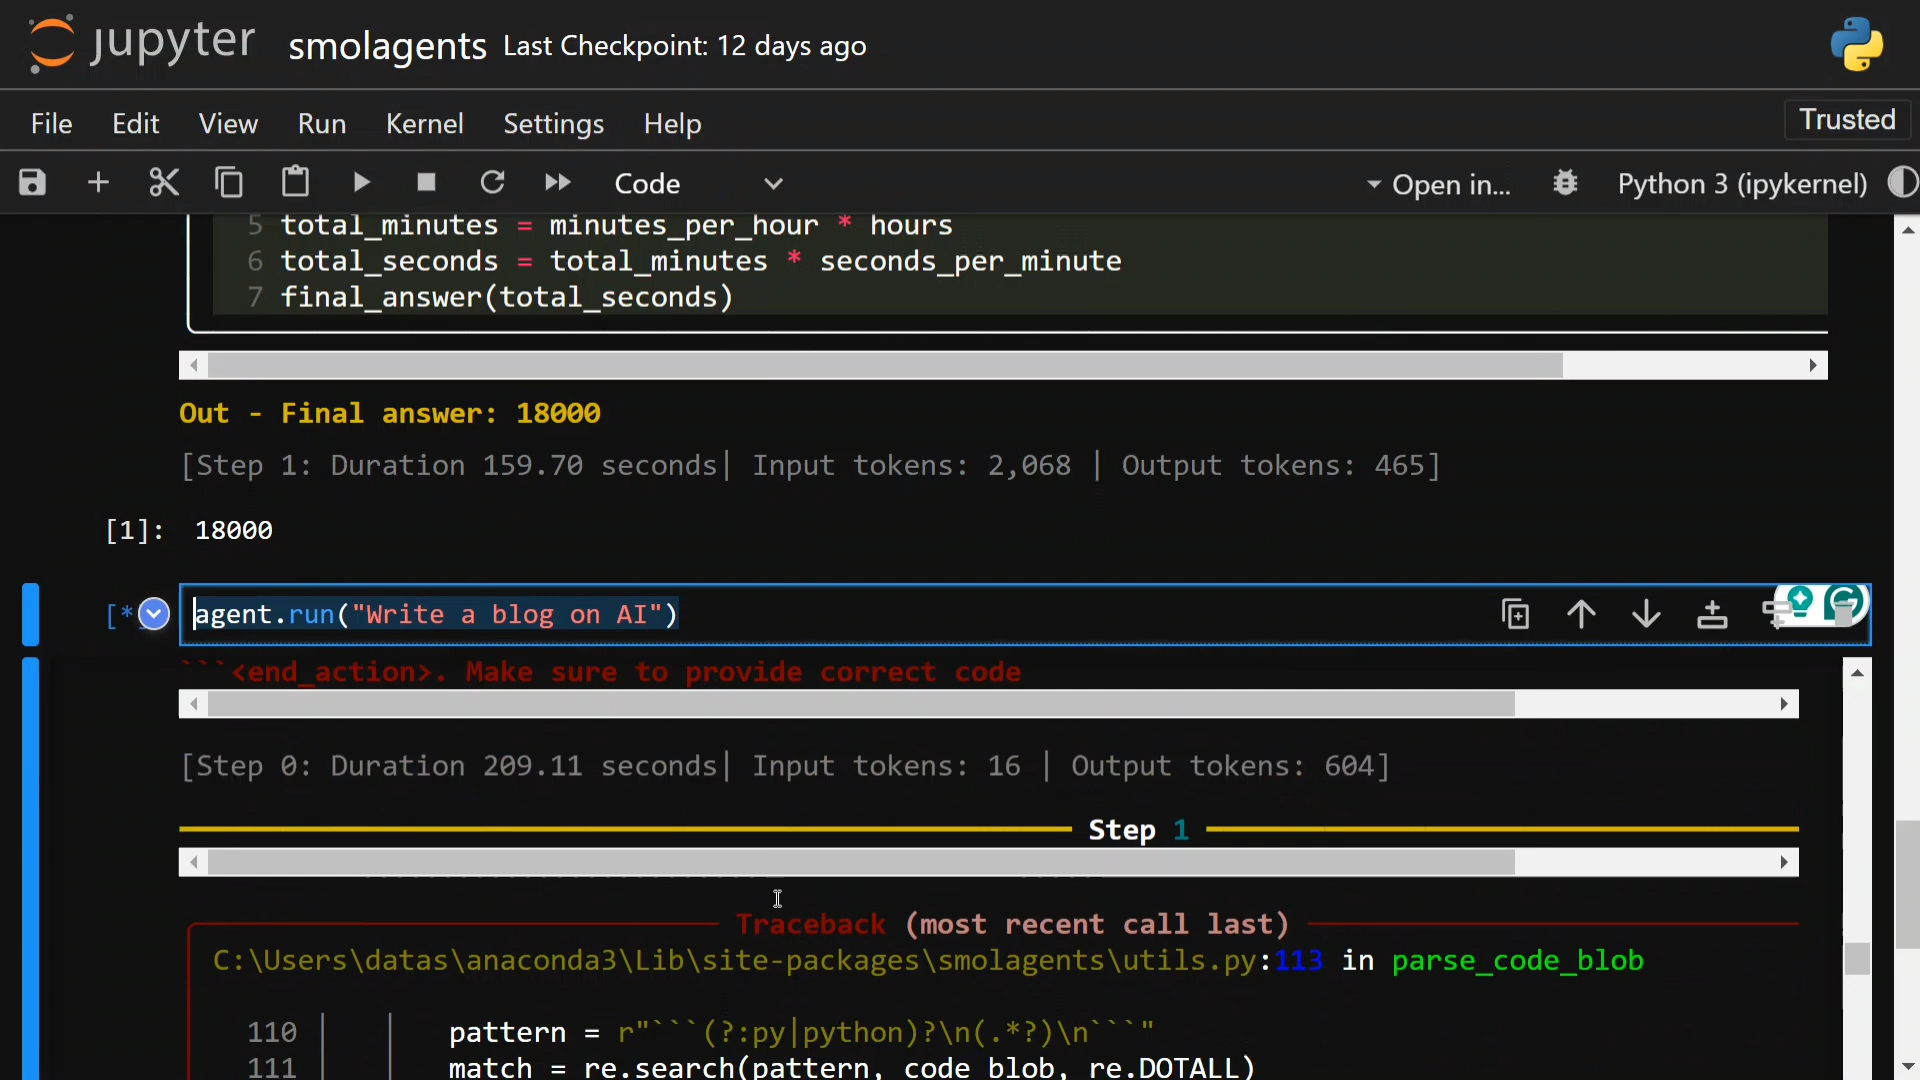 jupyter smolagents Last Checkpoint: 12 days ago
File Edit View Run Kernel Settings Help Trusted
Code Open in... Python 3 (ipykernel)
5 total_minutes = minutes_per_hour * hours
6 total_seconds = total_minutes * seconds_per_minute
7 final_answer(total_seconds)
Out - Final answer: 18000
[Step 1: Duration 159.70 seconds| Input tokens: 2,068 | Output tokens: 465]
[1]: 18000
[* agent.run("Write a blog on AI")
```<end_action>. Make sure to provide correct code
[Step 0: Duration 209.11 seconds| Input tokens: 16 | Output tokens: 604]
Step 1
Traceback (most recent call last)
C:\Users\datas\anaconda3\Lib\site-packages\smolagents\utils.py:113 in parse_code_blob
110 pattern = r"```(?:py|python)?\n(.*?)\n```"
111 match = re.search(pattern, code_blob, re.DOTALL)